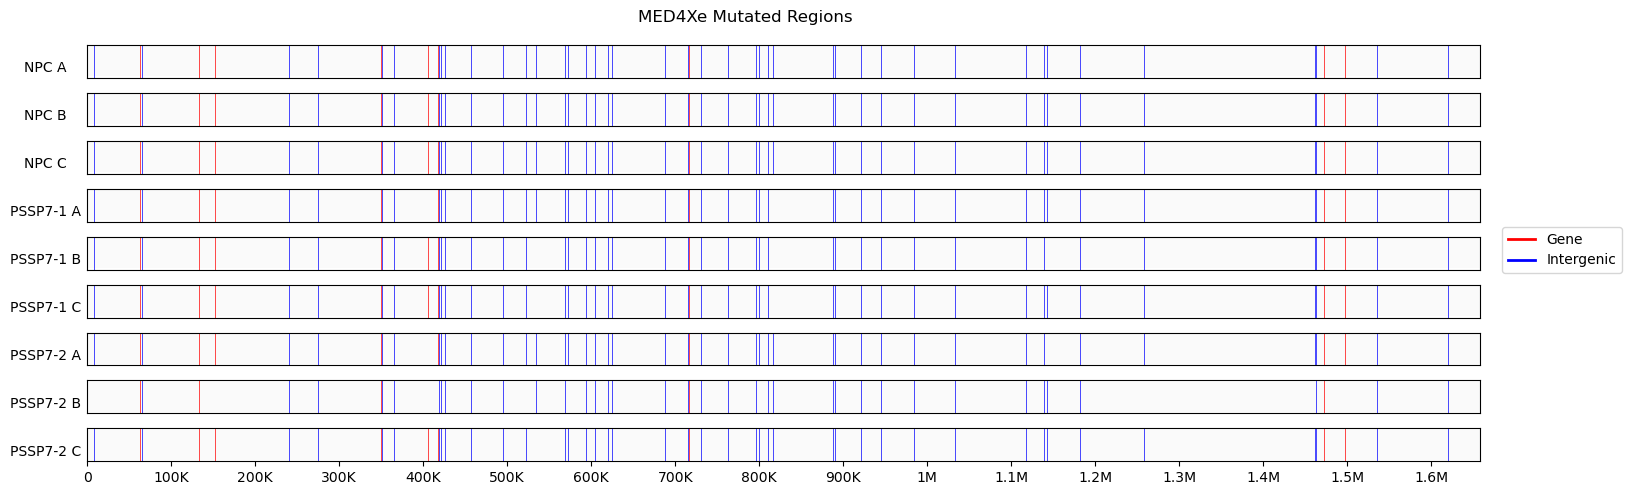 MED4Xe Mutated Regions
NPC A
NPC B
NPC C
PSSP7-1 A
PSSP7-1 B
PSSP7-1 C
PSSP7-2 A
PSSP7-2 B
PSSP7-2 C
Gene
Intergenic
0 100K 200K 300K 400K 500K 600K 700K 800K 900K 1M 1.1M 1.2M 1.3M 1.4M 1.5M 1.6M